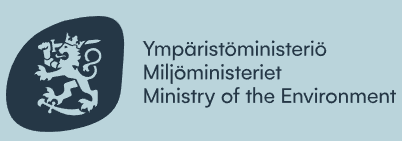 Ympäristöministeriö
Miljöministeriet
Ministry of the Environment